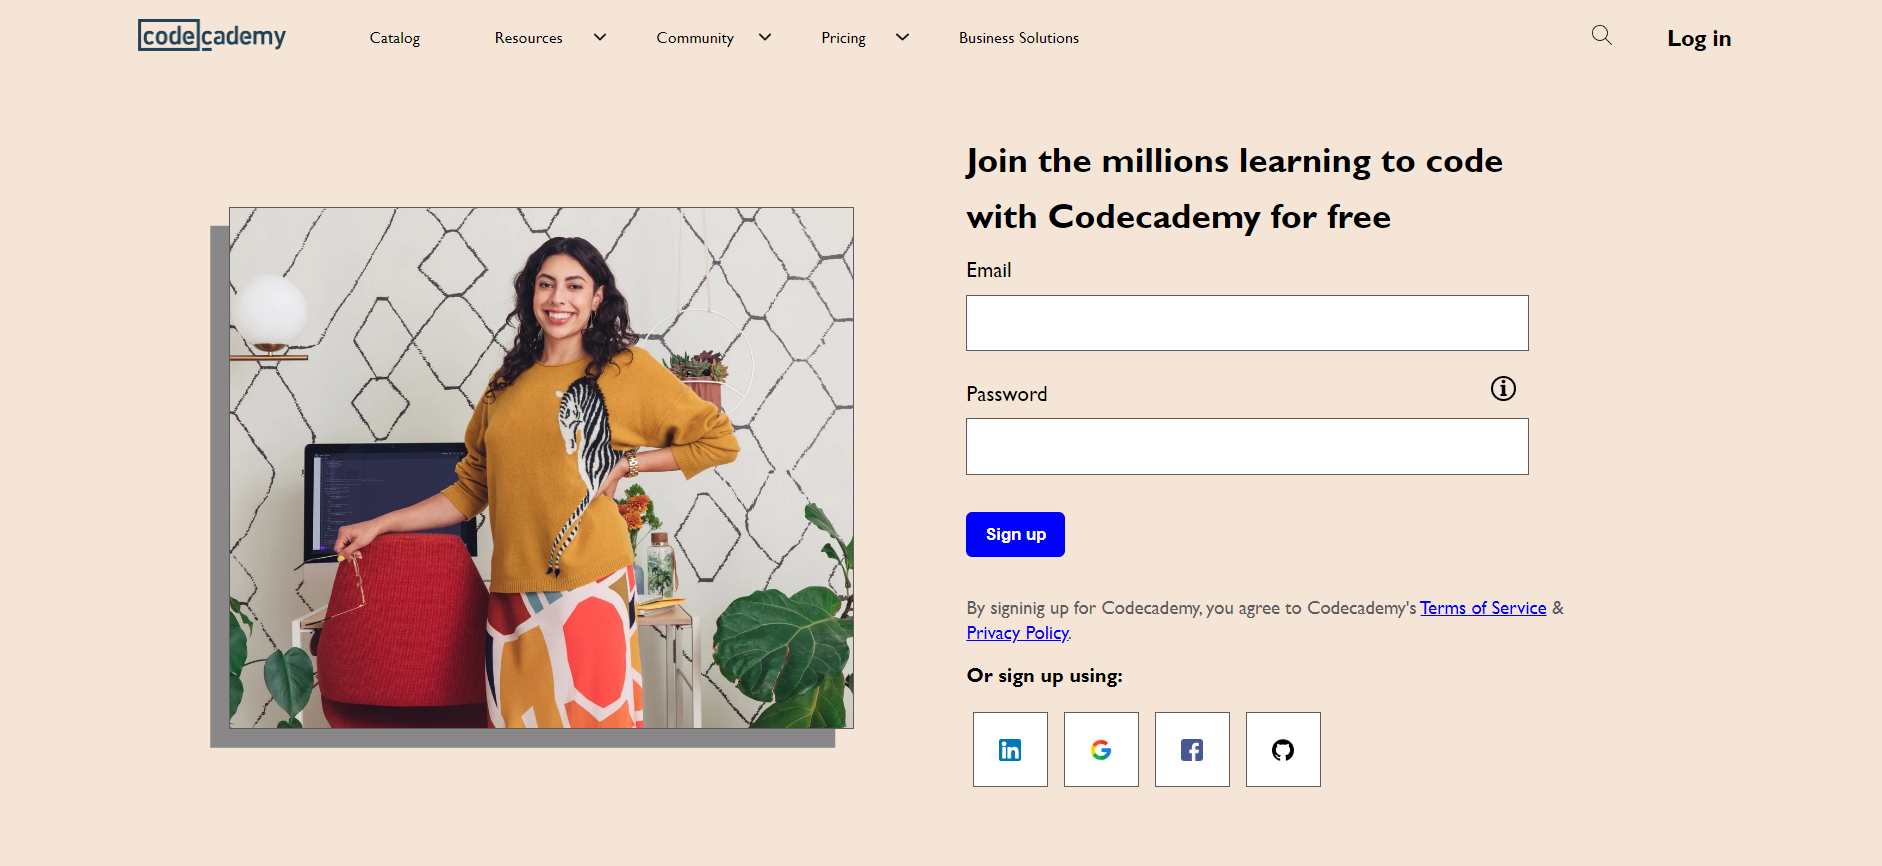 codecademy
Catalog
Resources
Community
Pricing
Business Solutions
Log in
Join the millions learning to code
with Codecademy for free
Email
Password
Sign up
By signinig up for Codecademy, you agree to Codecademy's Terms of Service &
Privacy Policy.
Or sign up using:
in
G
f